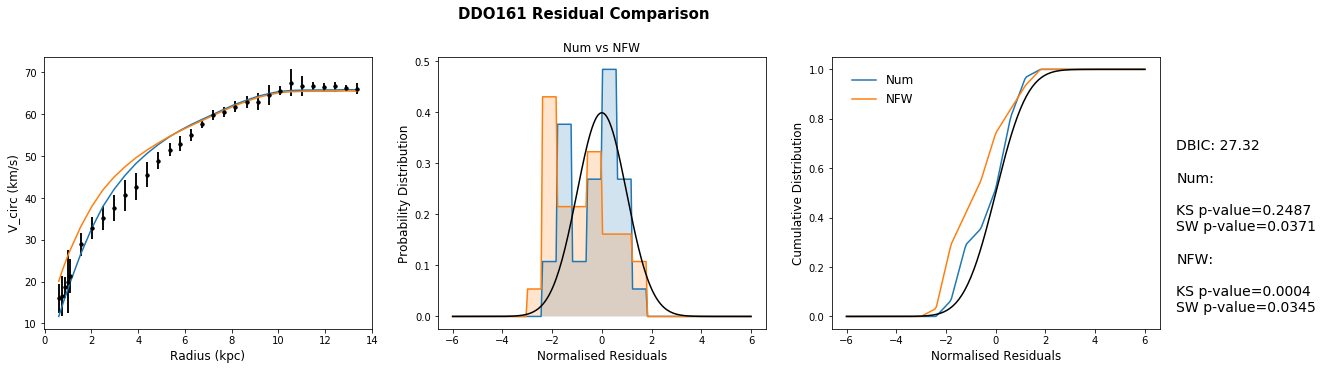 DDO161 Residual Comparison
V_circ (km/s)
70
60
50
40
30
20
10
0
2
4
6
8
10
12
14
Radius (kpc)
Num vs NFW
Probability Distribution
0.5
0.4
0.3
0.2
0.1
0.0
−6
−4
−2
0
2
4
6
Normalised Residuals
Cumulative Distribution
1.0
0.8
0.6
0.4
0.2
0.0
Num
NFW
−6
−4
−2
0
2
4
6
Normalised Residuals
DBIC: 27.32
Num:
KS p-value=0.2487
SW p-value=0.0371
NFW:
KS p-value=0.0004
SW p-value=0.0345